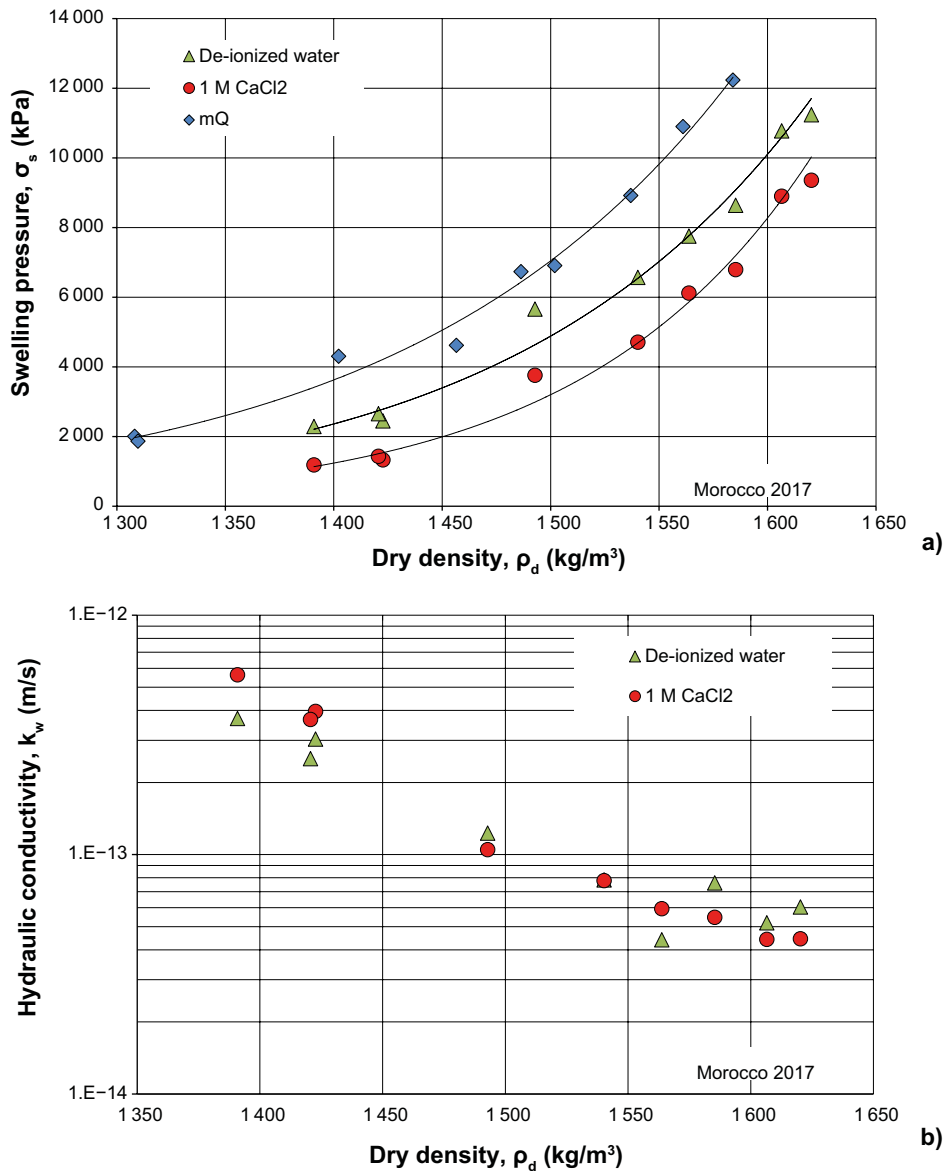 14 000
12 000
10 000
8 000
6 000
4 000
2 000
0
Swelling pressure, σs (kPa)
De-ionized water
1 M CaCl2
mQ
Morocco 2017
1 300 1 350 1 400 1 450 1 500 1 550 1 600 1 650
Dry density, ρd (kg/m³)
a)
1.E−12
1.E−13
1.E−14
Hydraulic conductivity, kw (m/s)
De-ionized water
1 M CaCl2
Morocco 2017
1 350 1 400 1 450 1 500 1 550 1 600 1 650
Dry density, ρd (kg/m³)
b)